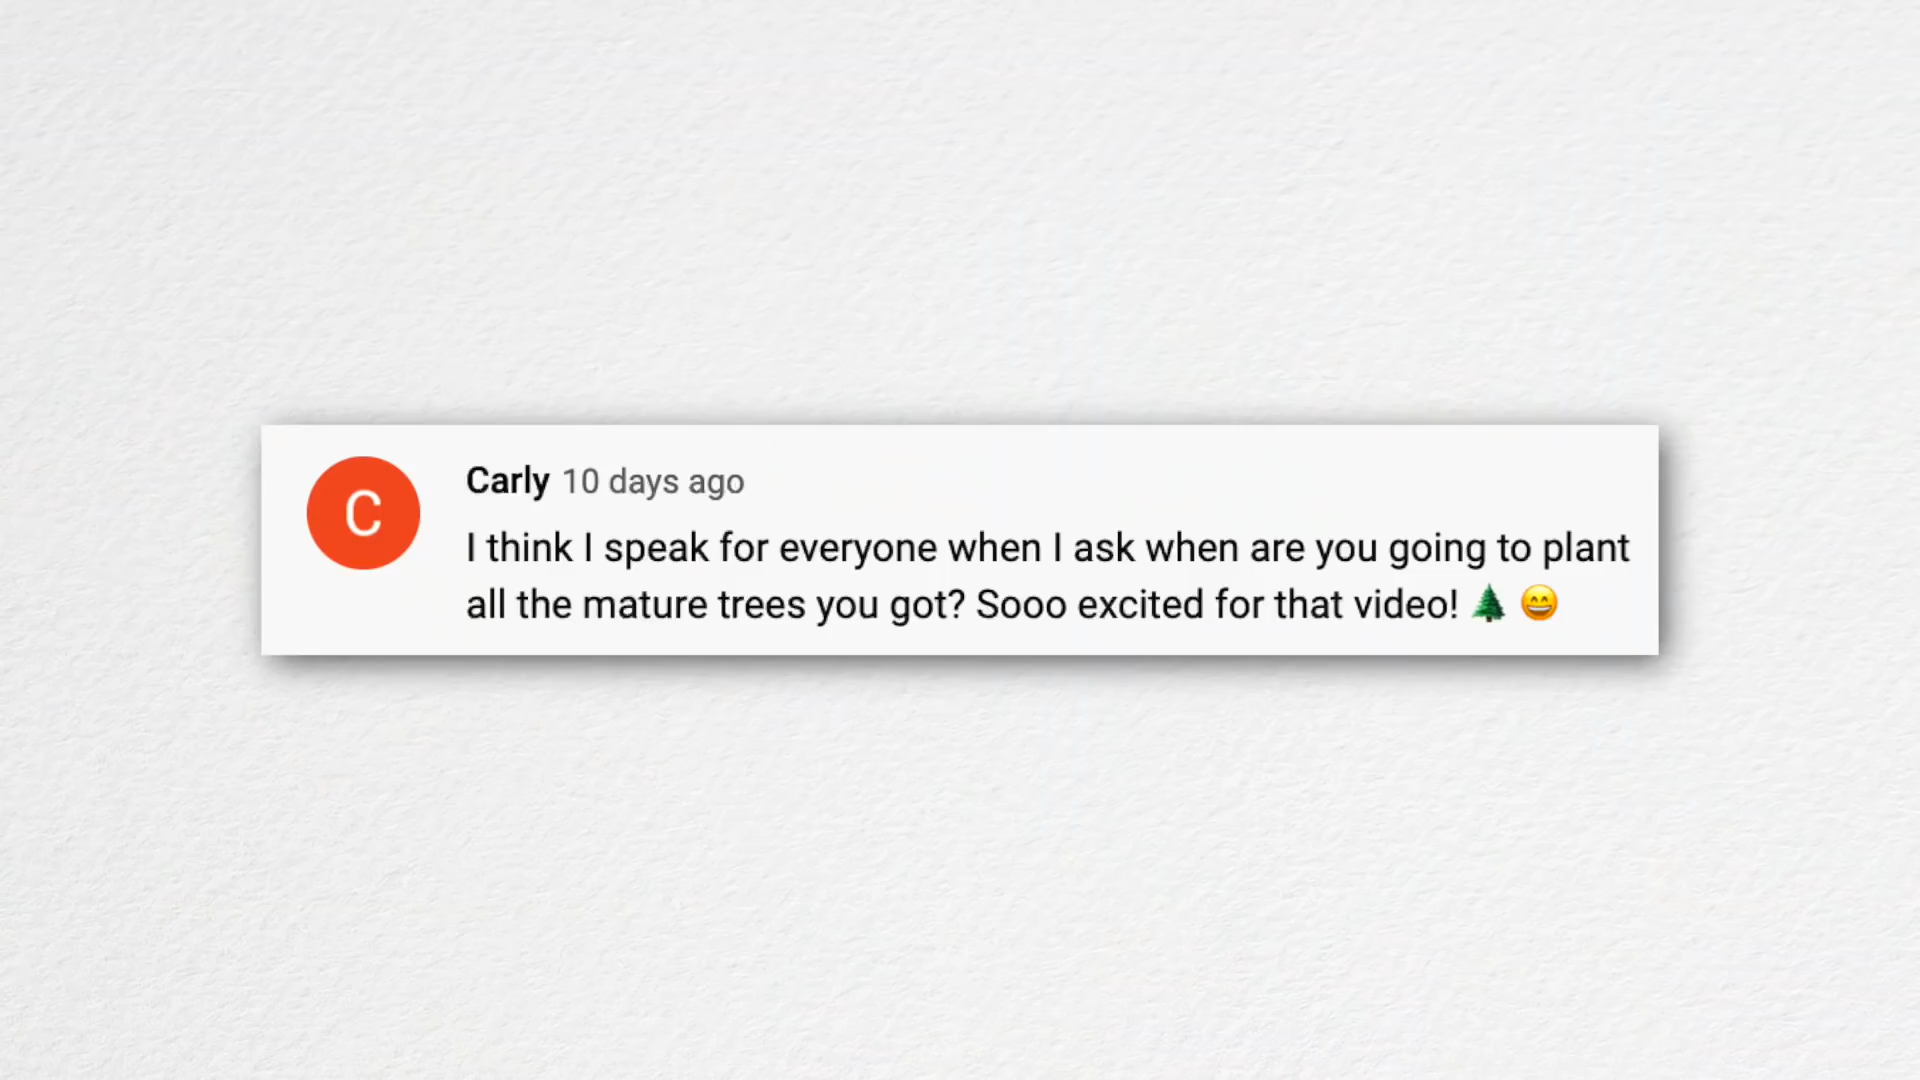 C
Carly 10 days ago
I think I speak for everyone when I ask when are you going to plant
all the mature trees you got? Sooo excited for that video! 🌲 😄